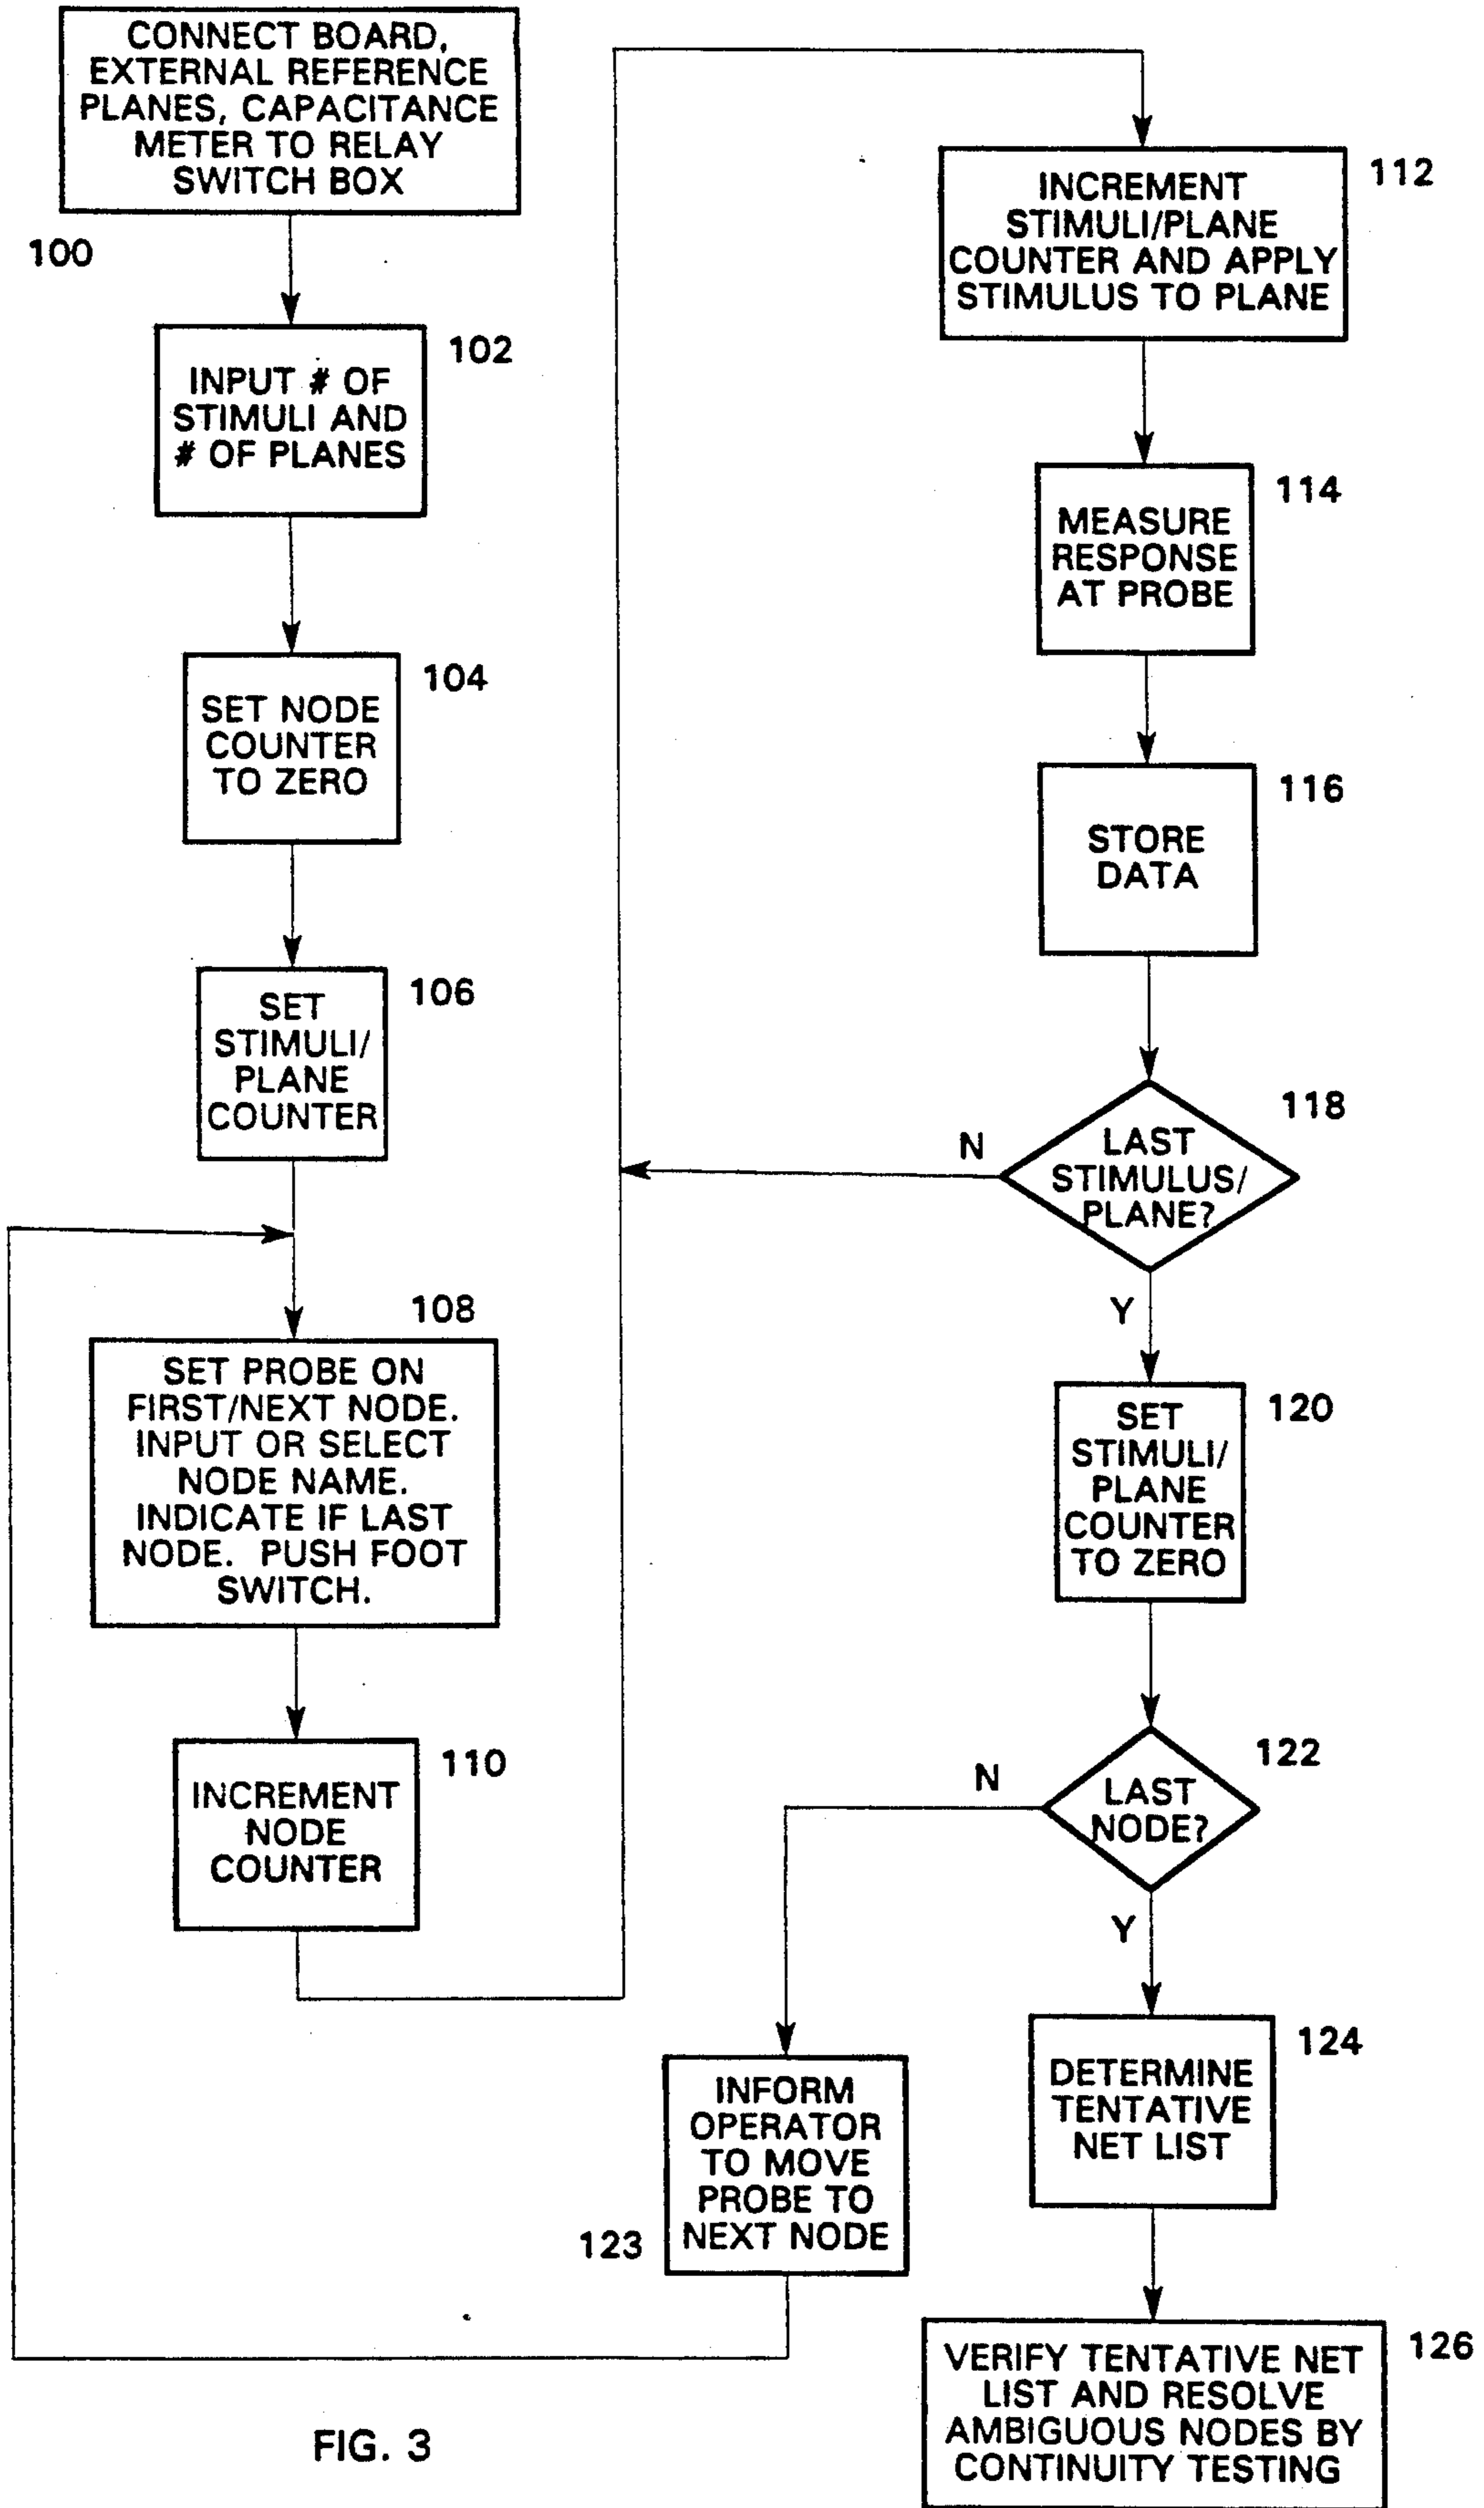 CONNECT BOARD,
EXTERNAL REFERENCE
PLANES, CAPACITANCE
METER TO RELAY
SWITCH BOX
100
102
INPUT # OF
STIMULI AND
# OF PLANES
104
SET NODE
COUNTER
TO ZERO
106
SET
STIMULI/
PLANE
COUNTER
108
SET PROBE ON
FIRST/NEXT NODE.
INPUT OR SELECT
NODE NAME.
INDICATE IF LAST
NODE. PUSH FOOT
SWITCH.
110
INCREMENT
NODE
COUNTER
112
INCREMENT
STIMULI/PLANE
COUNTER AND APPLY
STIMULUS TO PLANE
114
MEASURE
RESPONSE
AT PROBE
116
STORE
DATA
118
N
LAST
STIMULUS/
PLANE?
Y
120
SET
STIMULI/
PLANE
COUNTER
TO ZERO
122
N
LAST
NODE?
Y
123
INFORM
OPERATOR
TO MOVE
PROBE TO
NEXT NODE
124
DETERMINE
TENTATIVE
NET LIST
126
VERIFY TENTATIVE NET
LIST AND RESOLVE
AMBIGUOUS NODES BY
CONTINUITY TESTING
FIG. 3